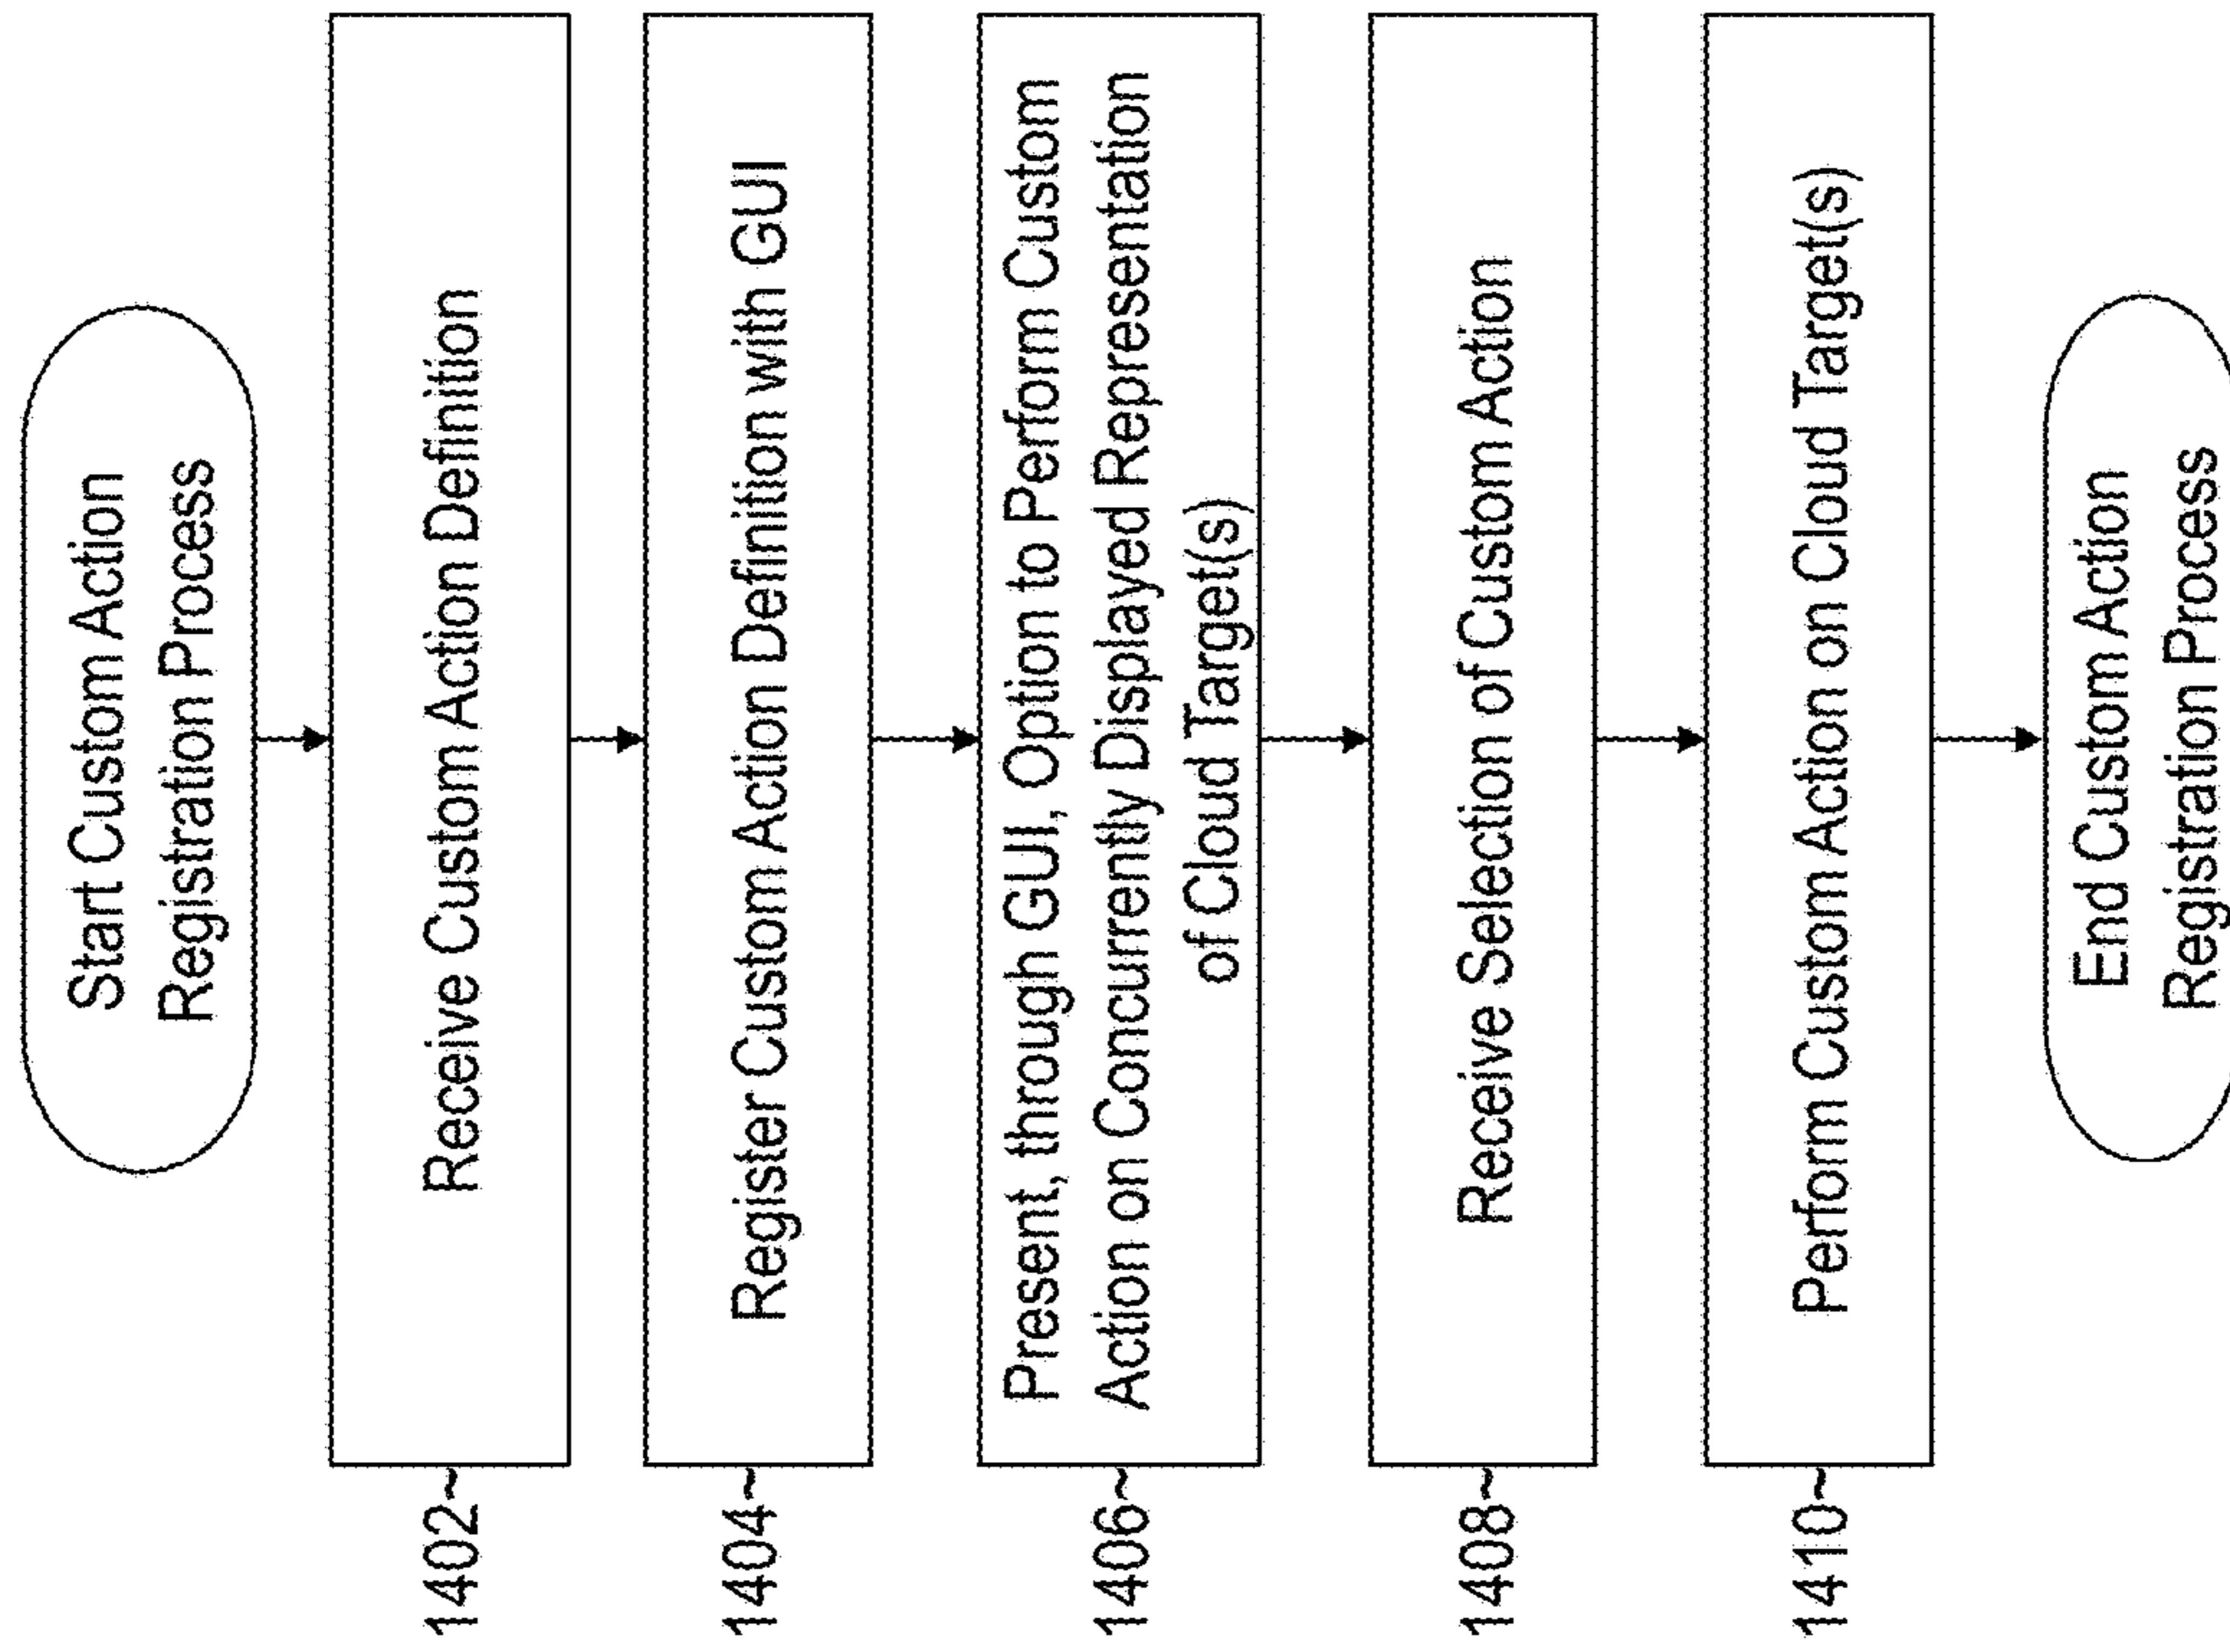 Start Custom Action
Registration Process
1402~
Receive Custom Action Definition
1404~
Register Custom Action Definition with GUI
1406~
Present, through GUI, Option to Perform Custom
Action on Concurrently Displayed Representation
of Cloud Target(s)
1408~
Receive Selection of Custom Action
1410~
Perform Custom Action on Cloud Target(s)
End Custom Action
Registration Process